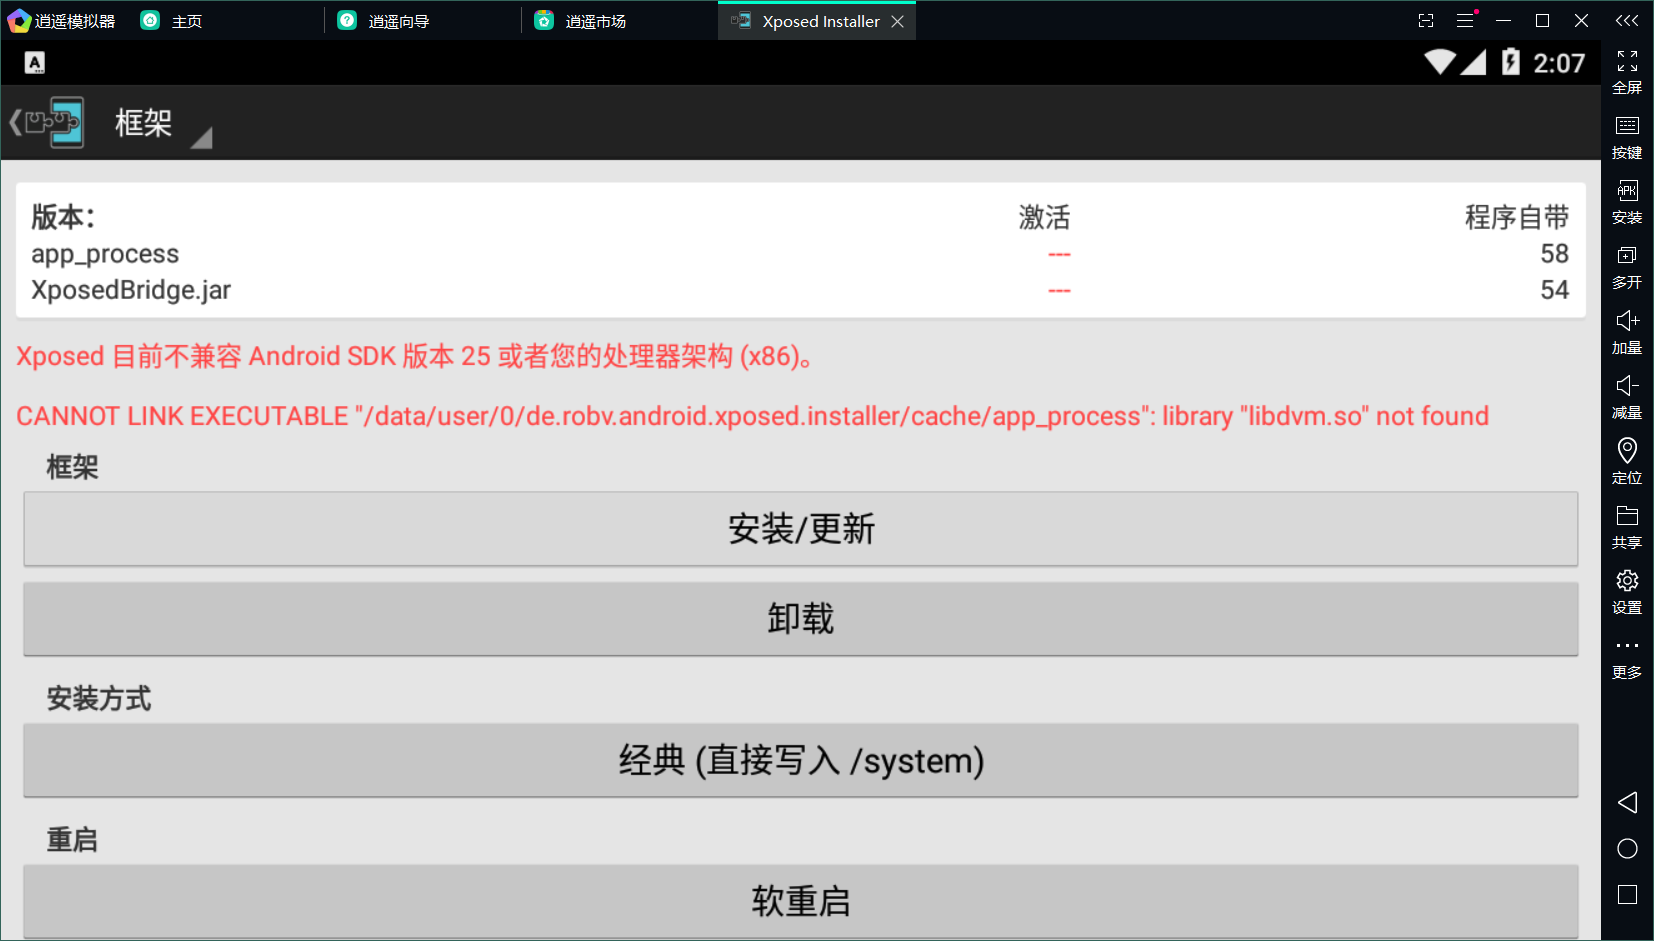 逍遥模拟器 主页 逍遥向导 逍遥市场 Xposed Installer
A 2:07
框架
版本： 激活 程序自带
app_process --- 58
XposedBridge.jar --- 54
Xposed 目前不兼容 Android SDK 版本 25 或者您的处理器架构 (x86)。
CANNOT LINK EXECUTABLE "/data/user/0/de.robv.android.xposed.installer/cache/app_process": library "libdvm.so" not found
框架
安装/更新
卸载
安装方式
经典 (直接写入 /system)
重启
软重启
全屏
按键
APK
安装
多开
加量
减量
定位
共享
设置
更多